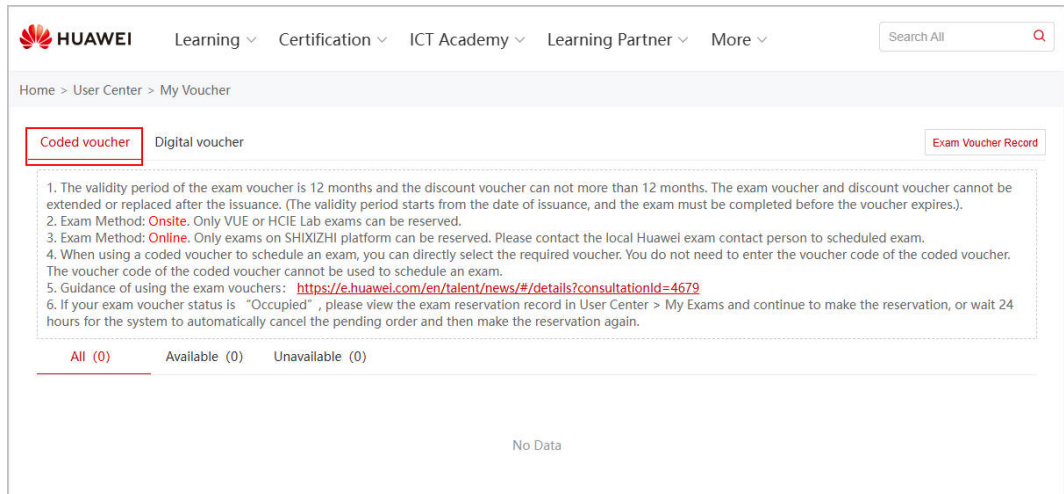 HUAWEI Learning Certification ICT Academy Learning Partner More Search All
Home > User Center > My Voucher
Coded voucher Digital voucher Exam Voucher Record
1. The validity period of the exam voucher is 12 months and the discount voucher can not more than 12 months. The exam voucher and discount voucher cannot be
extended or replaced after the issuance. (The validity period starts from the date of issuance, and the exam must be completed before the voucher expires.).
2. Exam Method: Onsite. Only VUE or HCIE Lab exams can be reserved.
3. Exam Method: Online. Only exams on SHIXIZHI platform can be reserved. Please contact the local Huawei exam contact person to scheduled exam.
4. When using a coded voucher to schedule an exam, you can directly select the required voucher. You do not need to enter the voucher code of the coded voucher.
The voucher code of the coded voucher cannot be used to schedule an exam.
5. Guidance of using the exam vouchers: https://e.huawei.com/en/talent/news/#/details?consultationId=4679
6. If your exam voucher status is “Occupied”, please view the exam reservation record in User Center > My Exams and continue to make the reservation, or wait 24
hours for the system to automatically cancel the pending order and then make the reservation again.
All (0) Available (0) Unavailable (0)
No Data